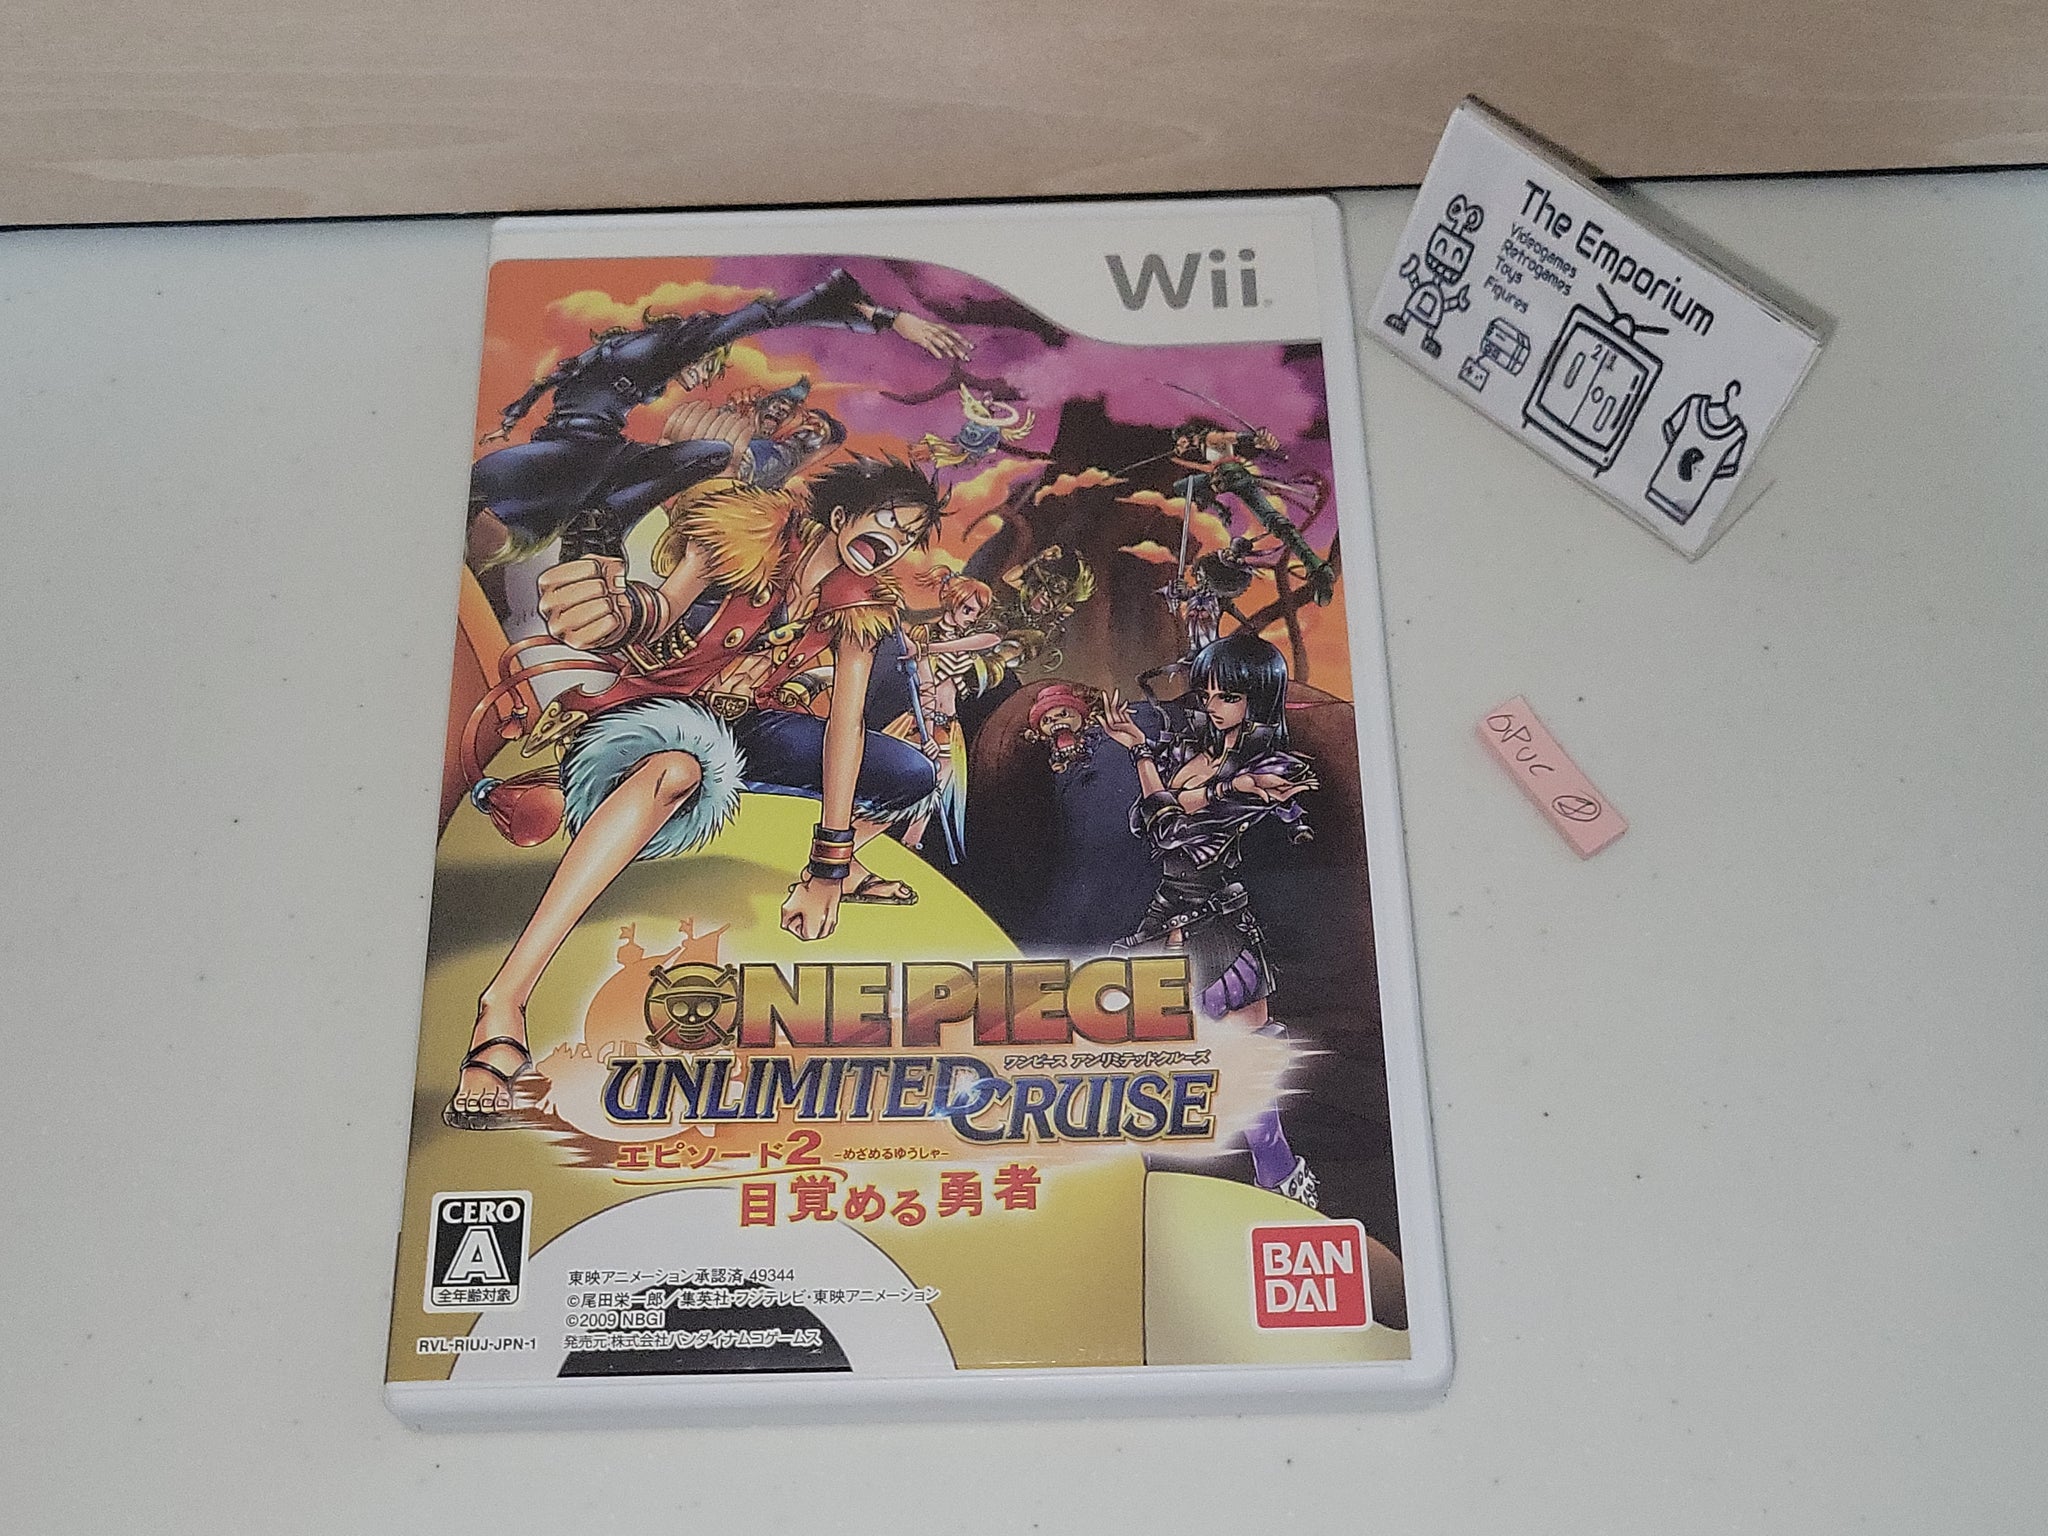 Wii
The Emporium
Videogames
Retrogames
Toys
Figures
21
OPUC 1
ONE PIECE
ワンピース アンリミテッドクルーズ
UNLIMITED CRUISE
エピソード2 -めざめるゆうしゃ-
目覚める勇者
CERO
A
全年齢対象
東映アニメーション承認済 49344
©尾田栄一郎／集英社・フジテレビ・東映アニメーション
©2009 NBGI
発売元:株式会社バンダイナムコゲームス
RVL-RIUJ-JPN-1
BAN
DAI